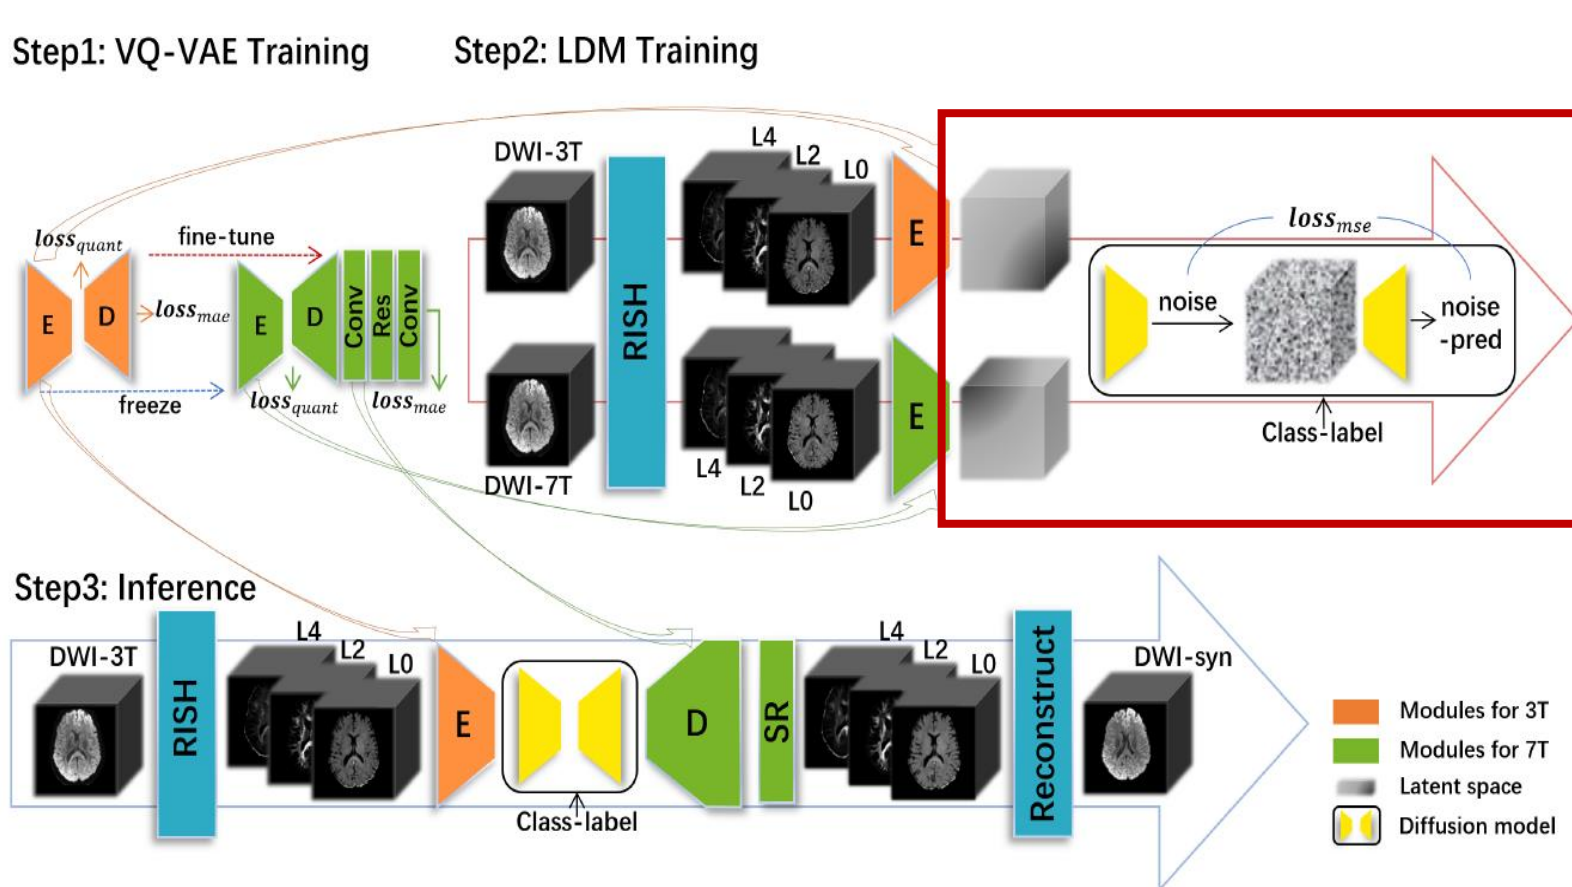 Step1: VQ-VAE Training
Step2: LDM Training
loss_quant
fine-tune
E
D
loss_mae
freeze
E
D
Conv
Res
Conv
loss_quant
loss_mae
DWI-3T
DWI-7T
RISH
L4
L2
L0
E
L4
L2
L0
E
loss_mse
noise
noise
-pred
Class-label
Step3: Inference
DWI-3T
RISH
L4
L2
L0
E
Class-label
D
SR
L4
L2
L0
Reconstruct
DWI-syn
Modules for 3T
Modules for 7T
Latent space
Diffusion model